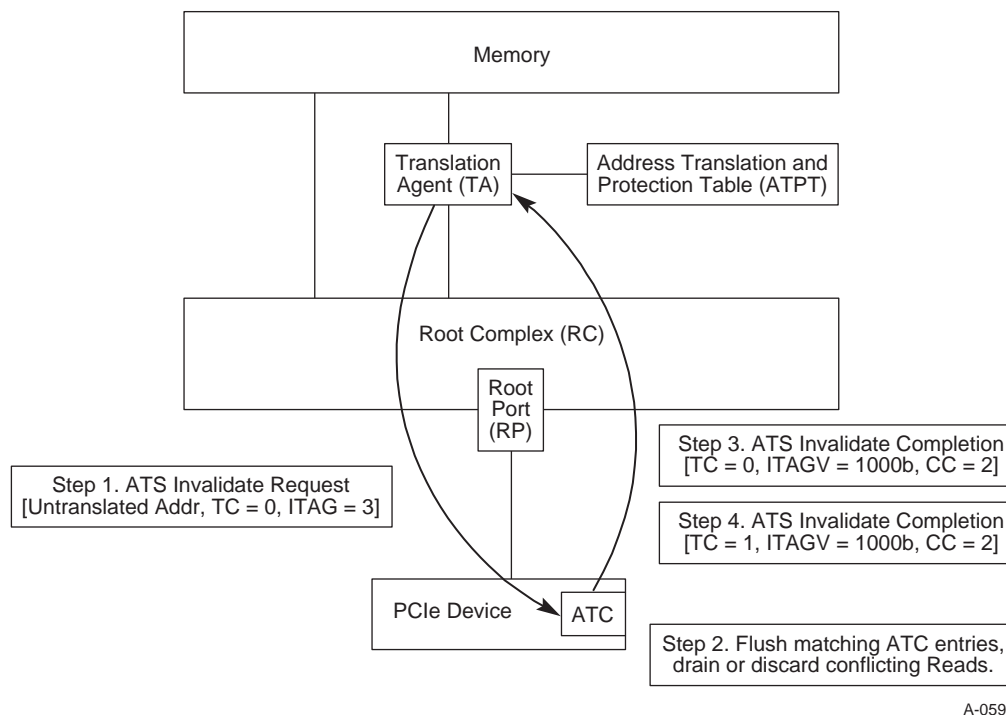 Memory
Translation
Agent (TA)
Address Translation and
Protection Table (ATPT)
Root Complex (RC)
Root
Port
(RP)
Step 1. ATS Invalidate Request
[Untranslated Addr, TC = 0, ITAG = 3]
Step 3. ATS Invalidate Completion
[TC = 0, ITAGV = 1000b, CC = 2]
Step 4. ATS Invalidate Completion
[TC = 1, ITAGV = 1000b, CC = 2]
PCIe Device
ATC
Step 2. Flush matching ATC entries,
drain or discard conflicting Reads.
A-059